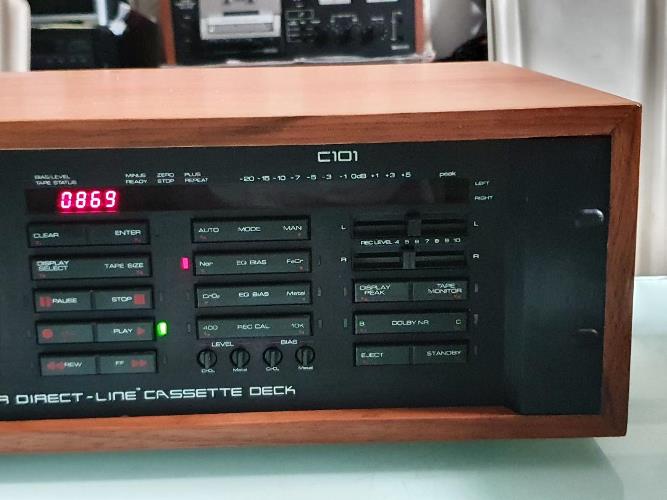 C101
BIAS/LEVEL
TAPE STATUS
MINUS
READY
ZERO
STOP
PLUS
REPEAT
-20 -15 -10 -7 -5 -3 -1 0dB +1 +3 +5
peak
LEFT
RIGHT
0869
CLEAR ENTER
AUTO MODE MAN
L L
REC LEVEL 4 5 6 7 8 9 10
DISPLAY
SELECT
TAPE SIZE
Nor EQ BIAS FeCr
R R
PAUSE STOP
CrO₂ EQ BIAS Metal
DISPLAY
PEAK
TAPE
MONITOR
PLAY
400 REC CAL 10K
B DOLBY NR C
LEVEL BIAS
REW FF
CrO₂ Metal CrO₂ Metal
EJECT STANDBY
R DIRECT-LINE™ CASSETTE DECK